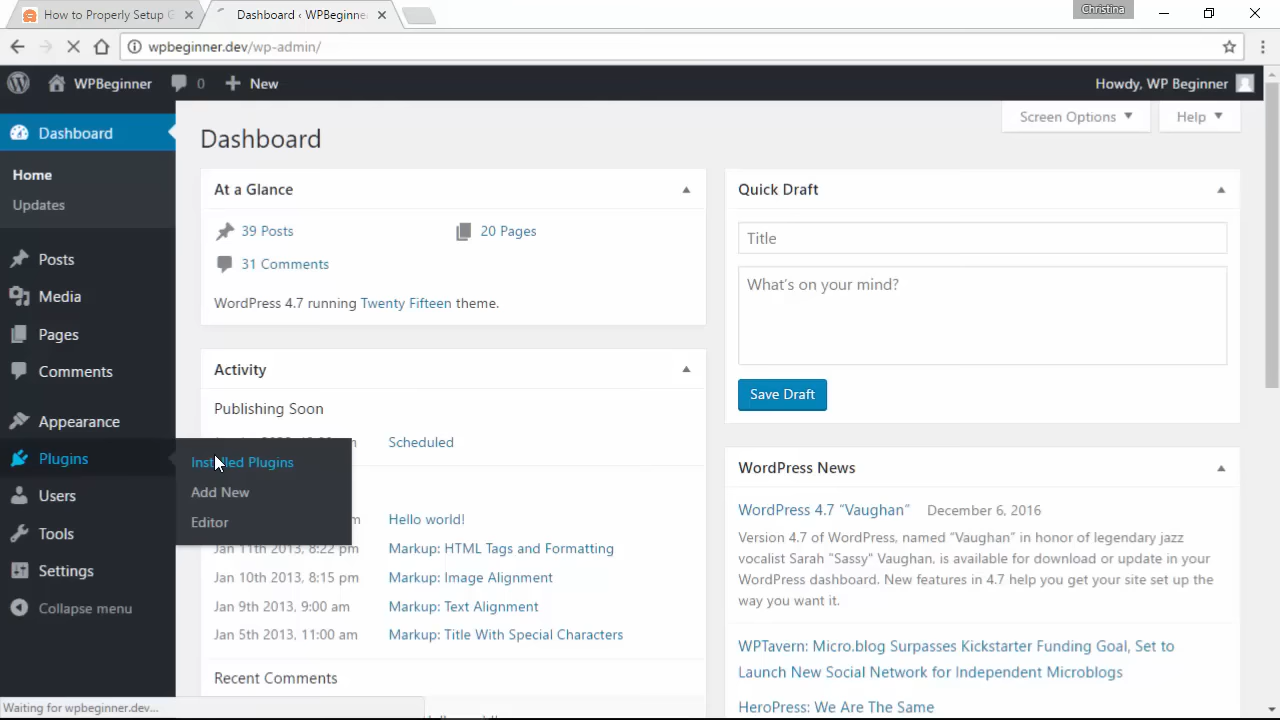 How to Properly Setup G
Dashboard ‹ WPBeginne
Christina
wpbeginner.dev/wp-admin/
WPBeginner
0
New
Howdy, WP Beginner
Dashboard
Home
Updates
Posts
Media
Pages
Comments
Appearance
Plugins
Users
Tools
Settings
Collapse menu
Installed Plugins
Add New
Editor
Screen Options
Help
Dashboard
At a Glance
39 Posts
20 Pages
31 Comments
WordPress 4.7 running Twenty Fifteen theme.
Activity
Publishing Soon
Scheduled
m Hello world!
Jan 11th 2013, 8:22 pm Markup: HTML Tags and Formatting
Jan 10th 2013, 8:15 pm Markup: Image Alignment
Jan 9th 2013, 9:00 am Markup: Text Alignment
Jan 5th 2013, 11:00 am Markup: Title With Special Characters
Recent Comments
Quick Draft
Title
What's on your mind?
Save Draft
WordPress News
WordPress 4.7 “Vaughan” December 6, 2016
Version 4.7 of WordPress, named “Vaughan” in honor of legendary jazz
vocalist Sarah "Sassy" Vaughan, is available for download or update in your
WordPress dashboard. New features in 4.7 help you get your site set up the
way you want it.
WPTavern: Micro.blog Surpasses Kickstarter Funding Goal, Set to
Launch New Social Network for Independent Microblogs
HeroPress: We Are The Same
Waiting for wpbeginner.dev...